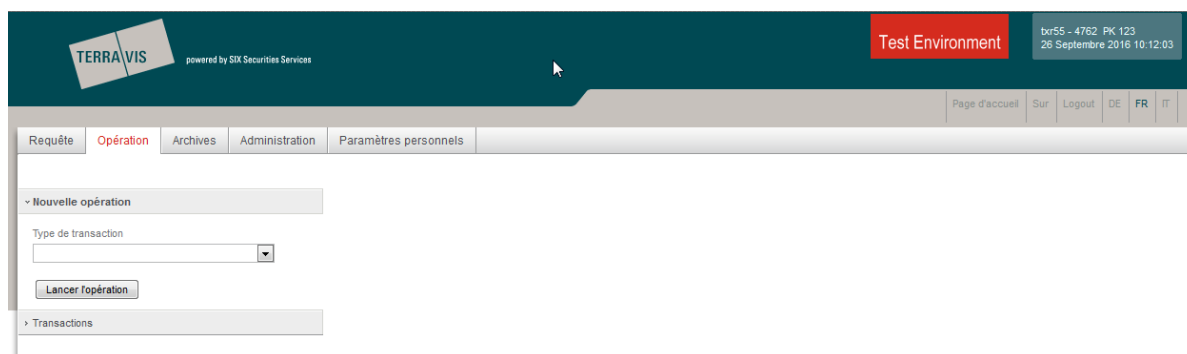 TERRAVIS powered by SIX Securities Services
Test Environment
txr55 - 4762 PK 123
26 Septembre 2016 10:12:03
Page d'accueil Sur Logout DE FR IT
Requête Opération Archives Administration Paramètres personnels
Nouvelle opération
Type de transaction
Lancer l'opération
Transactions